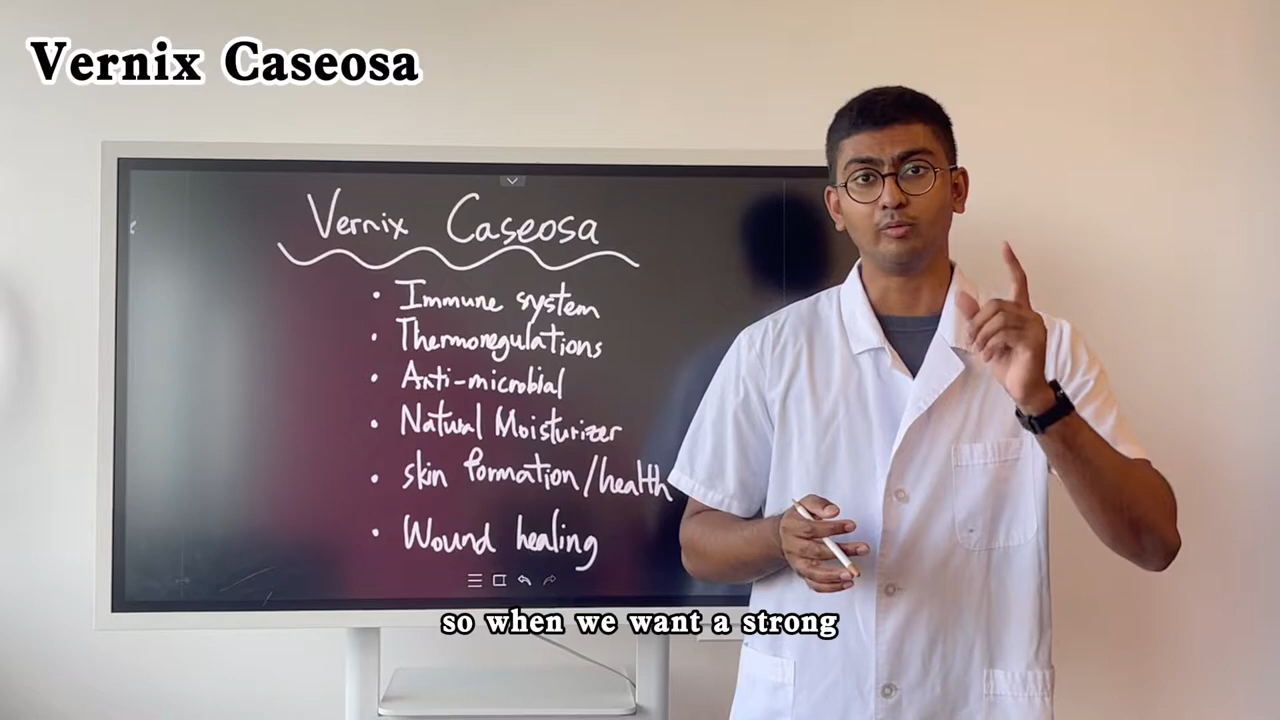 Vernix Caseosa
Vernix Caseosa
• Immune system
• Thermoregulations
• Anti-microbial
• Natural Moisturizer
• skin formation/health
• Wound healing
so when we want a strong